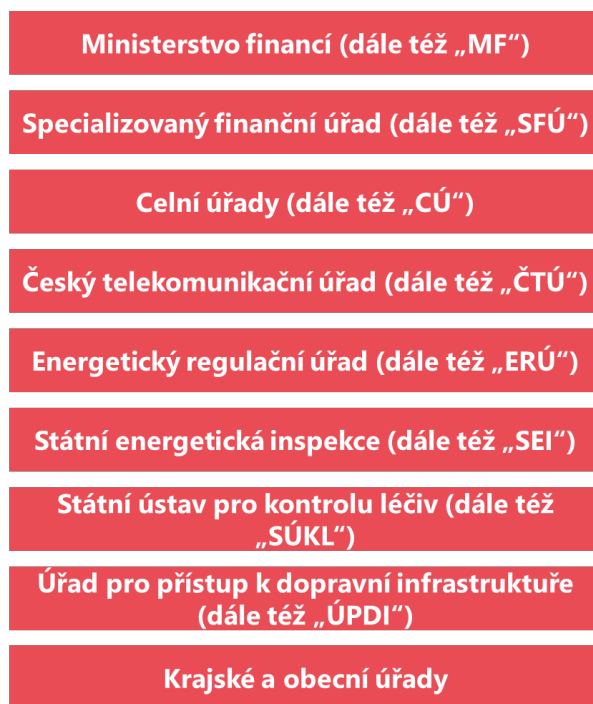 Ministerstvo financí (dále též „MF“)
Specializovaný finanční úřad (dále též „SFÚ“)
Celní úřady (dále též „CÚ“)
Český telekomunikační úřad (dále též „ČTÚ“)
Energetický regulační úřad (dále též „ERÚ“)
Státní energetická inspekce (dále též „SEI“)
Státní ústav pro kontrolu léčiv (dále též
„SÚKL“)
Úřad pro přístup k dopravní infrastruktuře
(dále též „ÚPDI“)
Krajské a obecní úřady